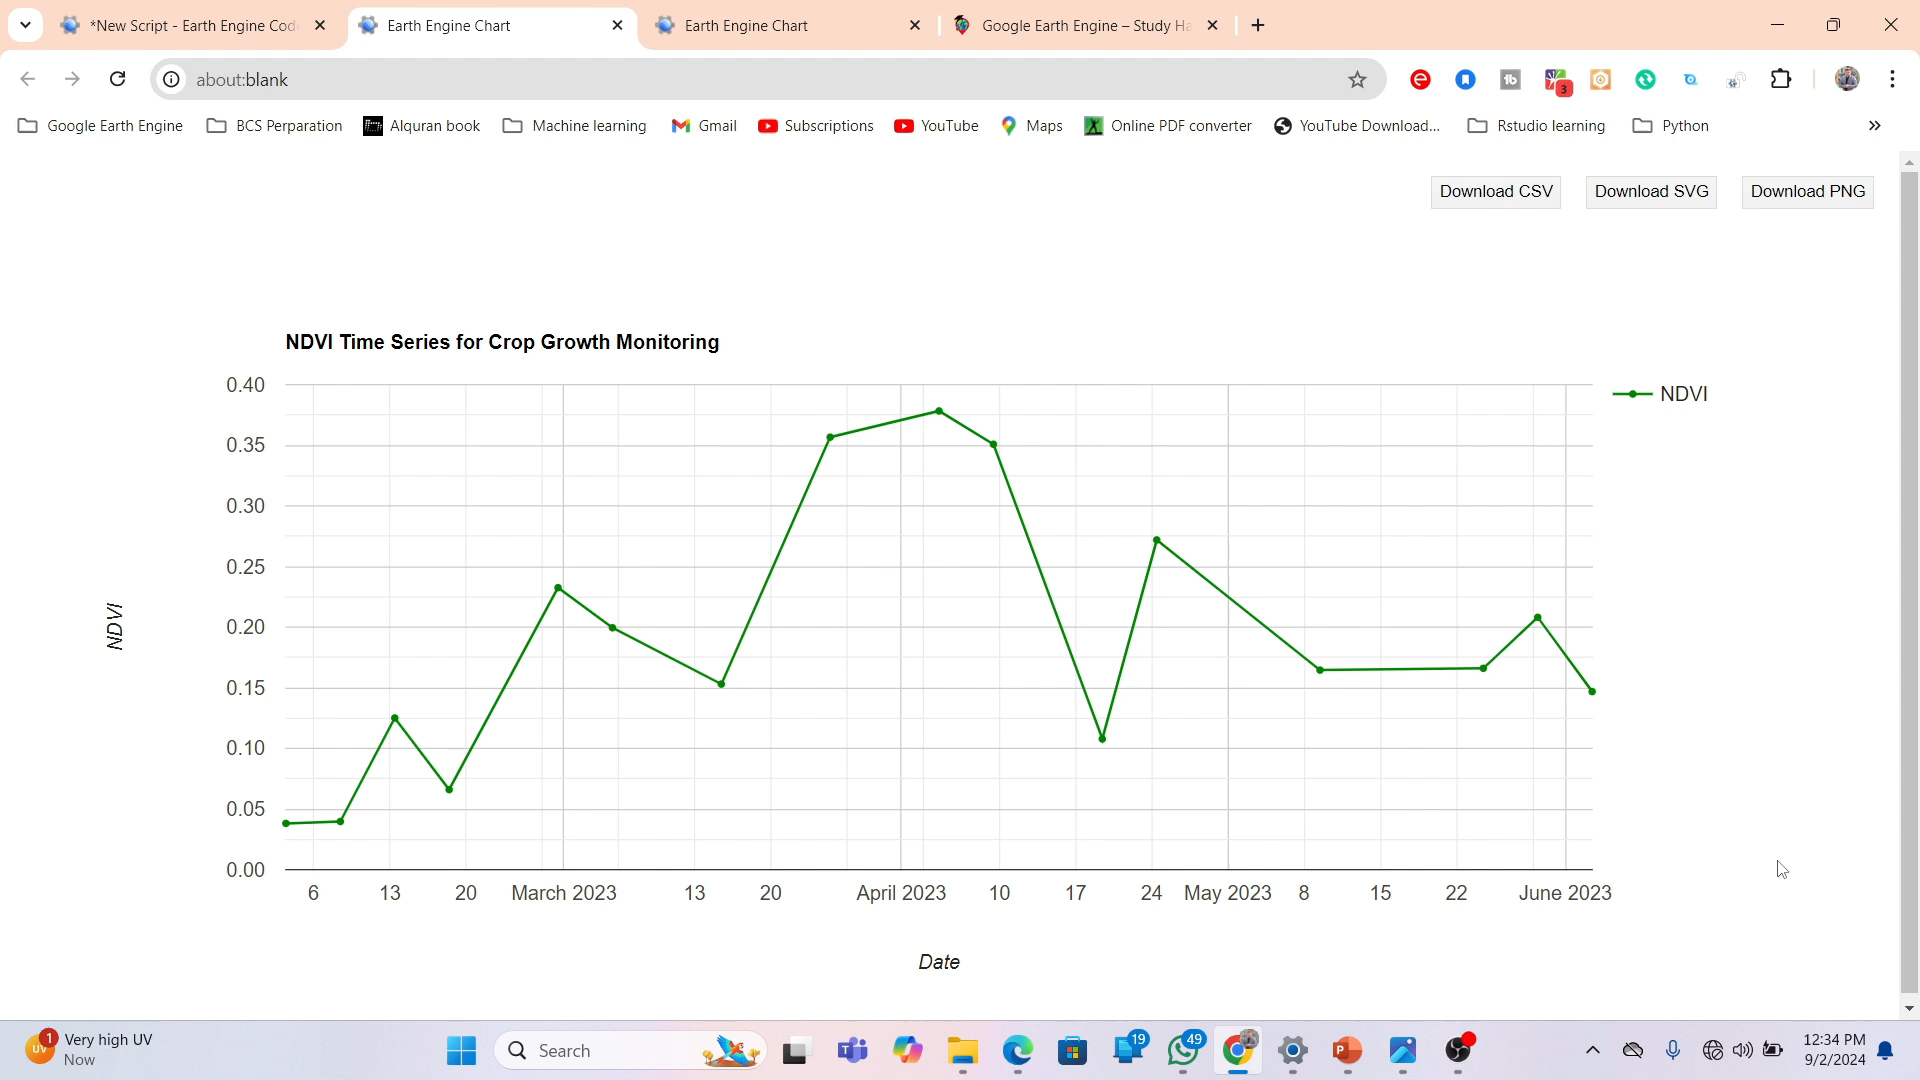 *New Script - Earth Engine Cod
Earth Engine Chart
Earth Engine Chart
Google Earth Engine – Study Ha
about:blank
3
Google Earth Engine
BCS Perparation
Alquran book
Machine learning
Gmail
Subscriptions
YouTube
Maps
Online PDF converter
YouTube Download...
Rstudio learning
Python
Download CSV
Download SVG
Download PNG
NDVI Time Series for Crop Growth Monitoring
NDVI
0.40
0.35
0.30
0.25
0.20
0.15
0.10
0.05
0.00
NDVI
6 13 20 March 2023 13 20 April 2023 10 17 24 May 2023 8 15 22 June 2023
Date
1
UV
Very high UV
Now
Search
19
49
12:34 PM
9/2/2024